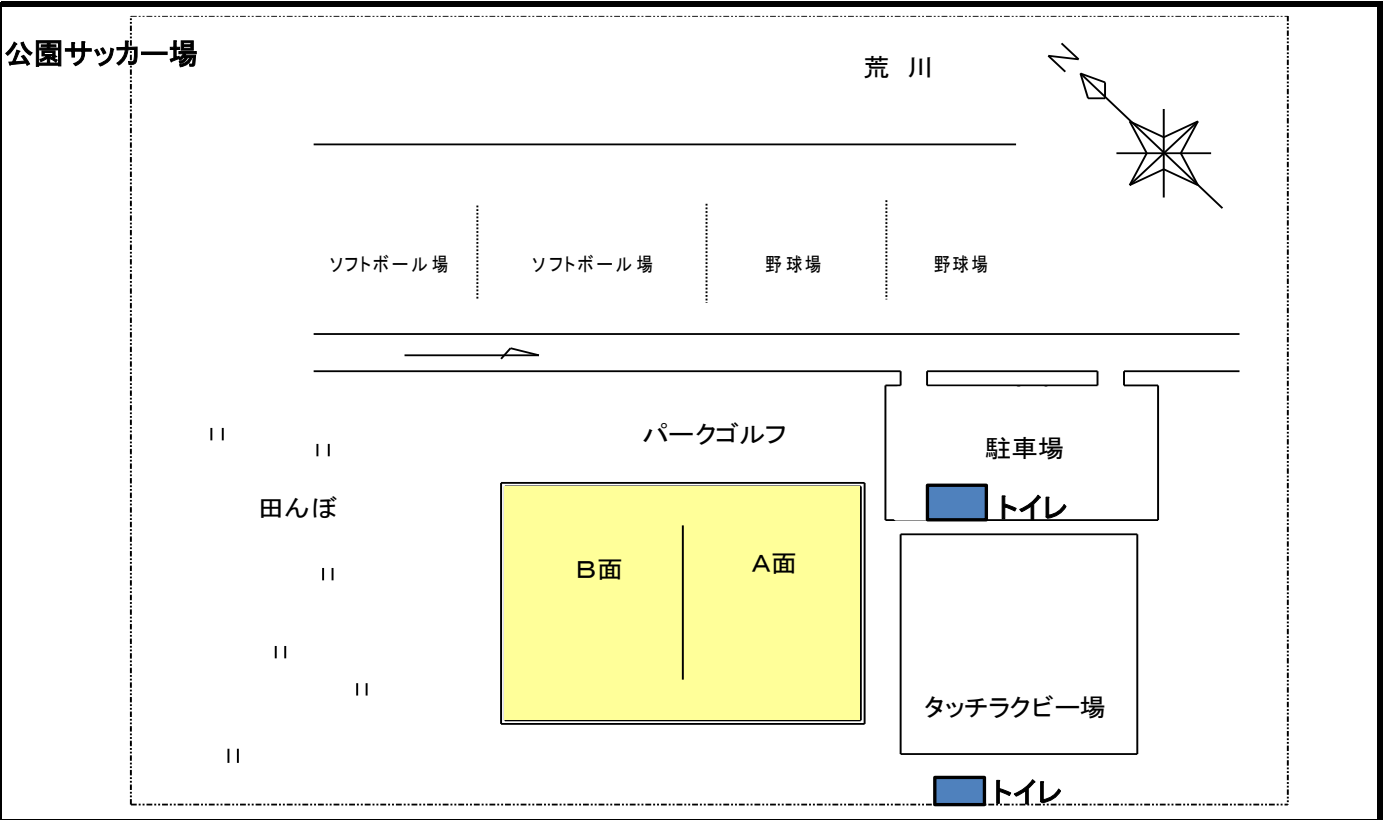 公園サッカー場
荒 川
N
ソフトボール場
ソフトボール場
野球場
野球場
パークゴルフ
駐車場
田んぼ
トイレ
B面
A面
タッチラクビー場
トイレ